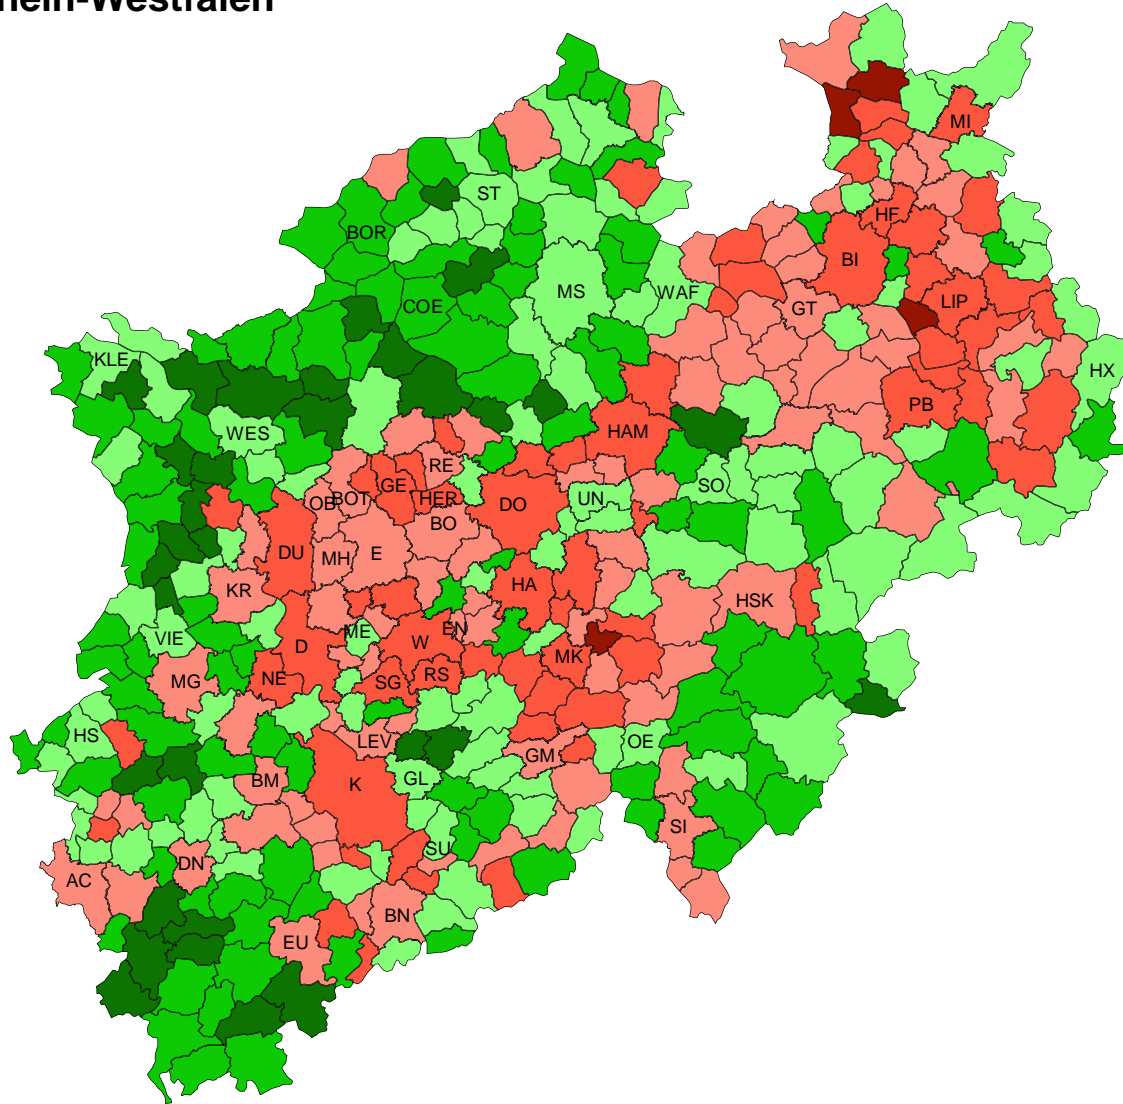 hein-Westfalen
MI
ST
HF
BOR
BI
MS
WAF
LIP
COE
GT
KLE
HX
PB
WES
HAM
RE
GE
SO
OB
BOT
HER
UN
DO
BO
DU
MH
E
HA
KR
HSK
EN
ME
VIE
W
D
MK
RS
NE
SG
MG
HS
LEV
OE
GM
BM
GL
K
SI
SU
DN
AC
BN
EU